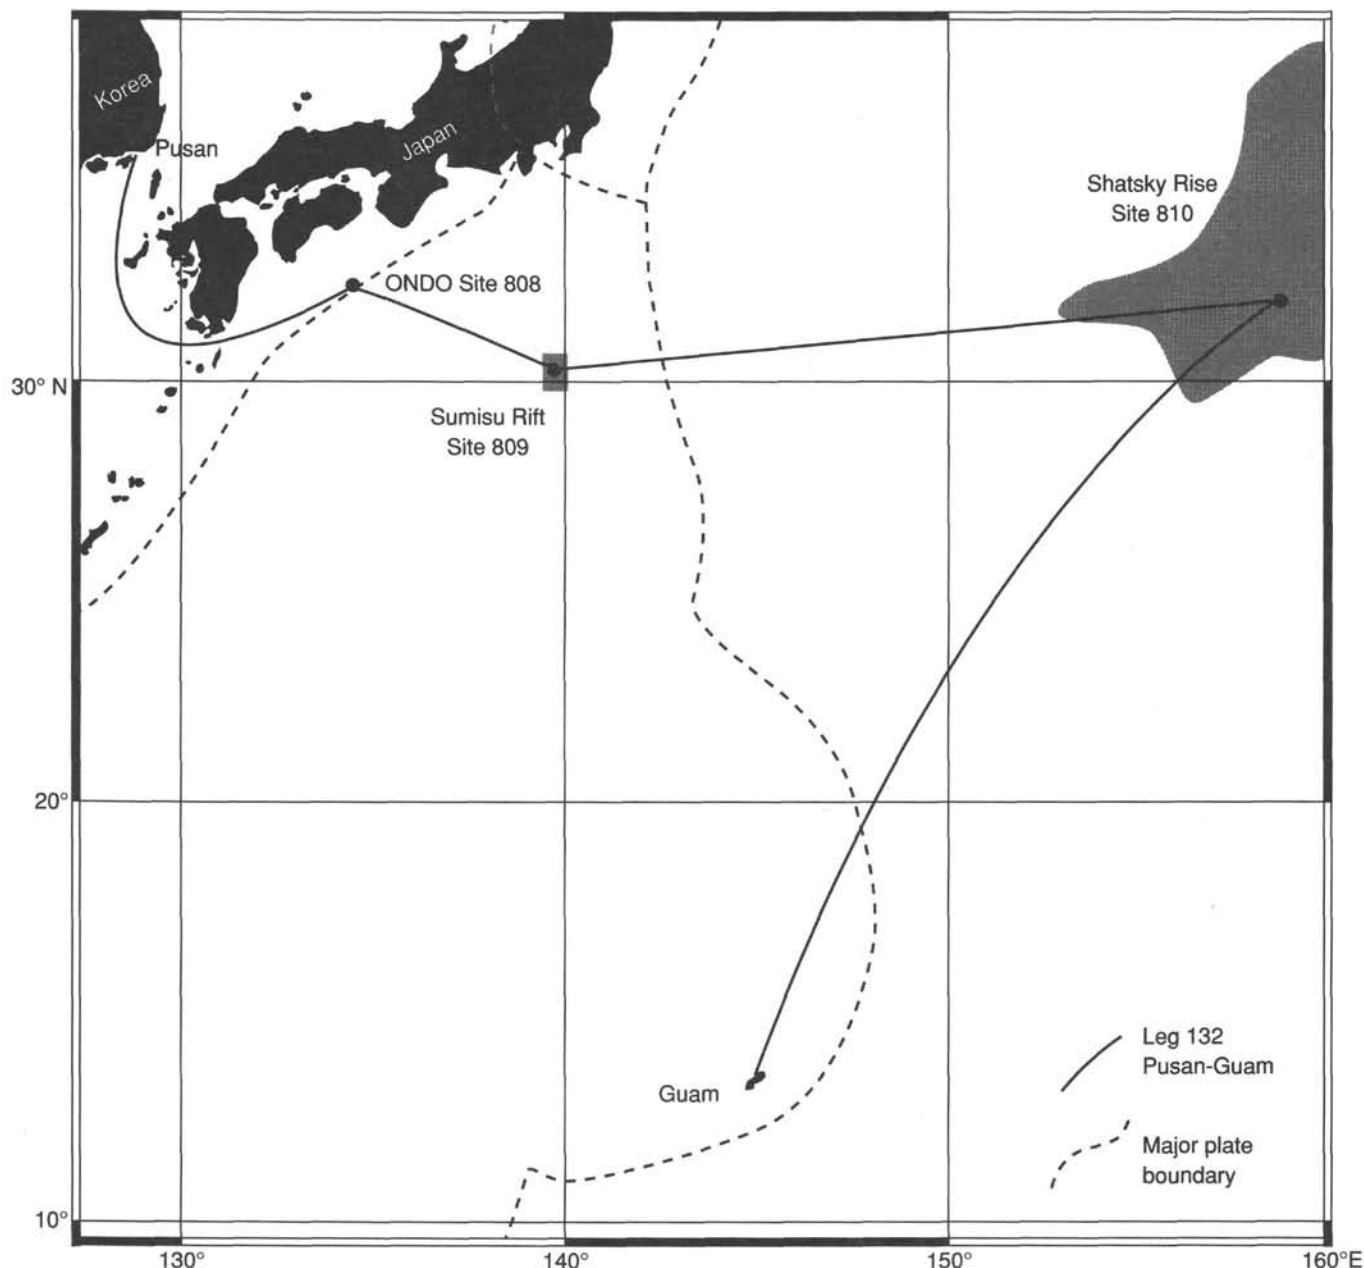 Korea
Pusan
Japan
Shatsky Rise
Site 810
ONDO Site 808
30° N
Sumisu Rift
Site 809
20°
Leg 132
Pusan-Guam
Guam
Major plate
boundary
10°
130°
140°
150°
160°E